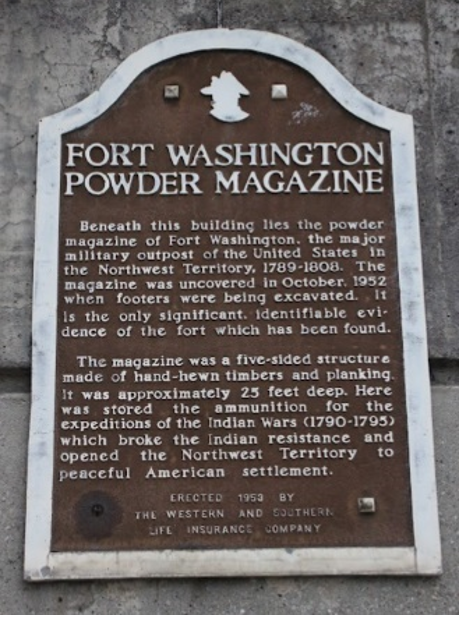 FORT WASHINGTON
POWDER MAGAZINE
Beneath this building lies the powder
magazine of Fort Washington, the major
military outpost of the United States in
the Northwest Territory, 1789-1808. The
magazine was uncovered in October, 1952
when footers were being excavated. It
is the only significant, identifiable evi-
dence of the fort which has been found.
The magazine was a five-sided structure
made of hand-hewn timbers and planking.
It was approximately 25 feet deep. Here
was stored the ammunition for the
expeditions of the Indian Wars (1790-1795)
which broke the Indian resistance and
opened the Northwest Territory to
peaceful American settlement.
ERECTED 1953 BY
THE WESTERN AND SOUTHERN
LIFE INSURANCE COMPANY